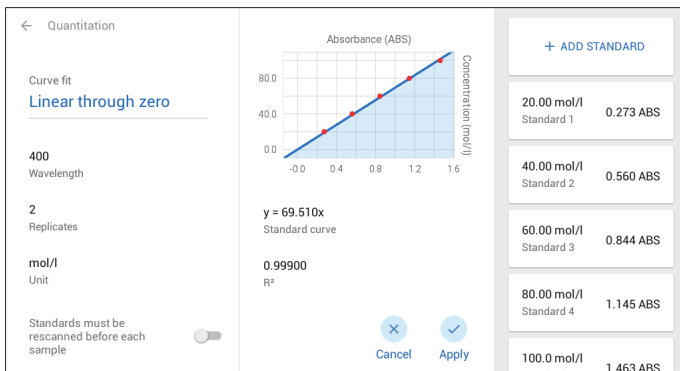 Quantitation
Curve fit
Linear through zero
400
Wavelength
2
Replicates
mol/l
Unit
Standards must be
rescanned before each
sample
Absorbance (ABS)
80.0
40.0
0.0
-0.0 0.4 0.8 1.2 1.6
Concentration (mol/l)
y = 69.510x
Standard curve
0.99900
R²
Cancel Apply
+ ADD STANDARD
20.00 mol/l
Standard 1
0.273 ABS
40.00 mol/l
Standard 2
0.560 ABS
60.00 mol/l
Standard 3
0.844 ABS
80.00 mol/l
Standard 4
1.145 ABS
100.0 mol/l
1.463 ABS